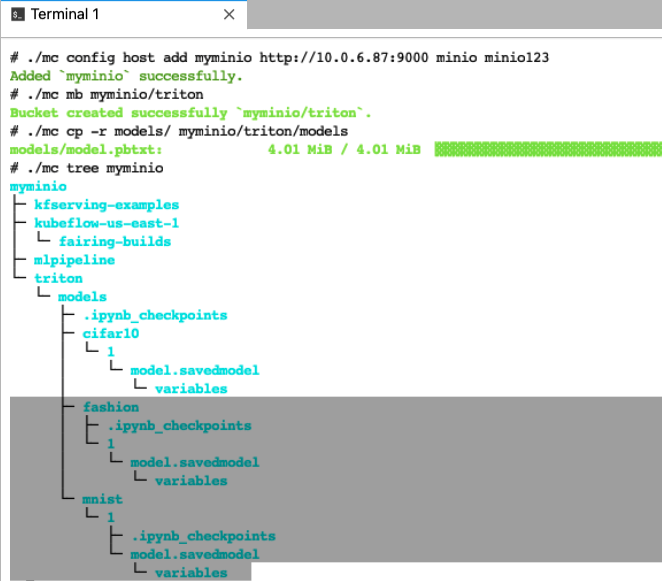 Terminal 1
# ./mc config host add myminio http://10.0.6.87:9000 minio minio123
Added `myminio` successfully.
# ./mc mb myminio/triton
Bucket created successfully `myminio/triton`.
# ./mc cp -r models/ myminio/triton/models
models/model.pbtxt: 4.01 MiB / 4.01 MiB
# ./mc tree myminio
myminio
├─ kfserving-examples
├─ kubeflow-us-east-1
│ └─ fairing-builds
├─ mlpipeline
└─ triton
└─ models
├─ .ipynb_checkpoints
├─ cifar10
│ └─ 1
│ └─ model.savedmodel
│ └─ variables
├─ fashion
│ ├─ .ipynb_checkpoints
│ └─ 1
│ └─ model.savedmodel
│ └─ variables
└─ mnist
└─ 1
├─ .ipynb_checkpoints
└─ model.savedmodel
└─ variables